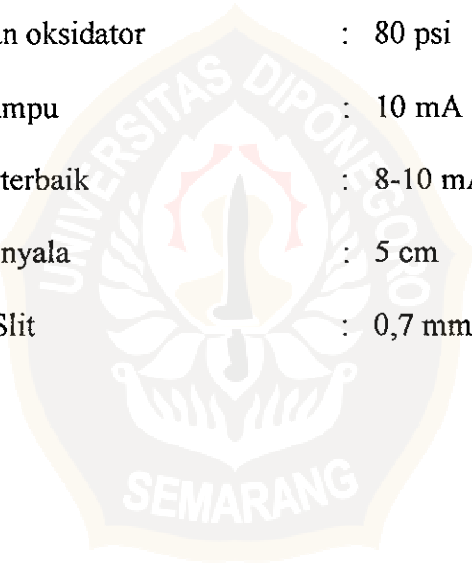 an oksidator : 80 psi
ampu : 10 mA
terbaik : 8-10 mA
nyala : 5 cm
Slit : 0,7 mm
UNIVERSITAS DIPONEGORO
SEMARANG